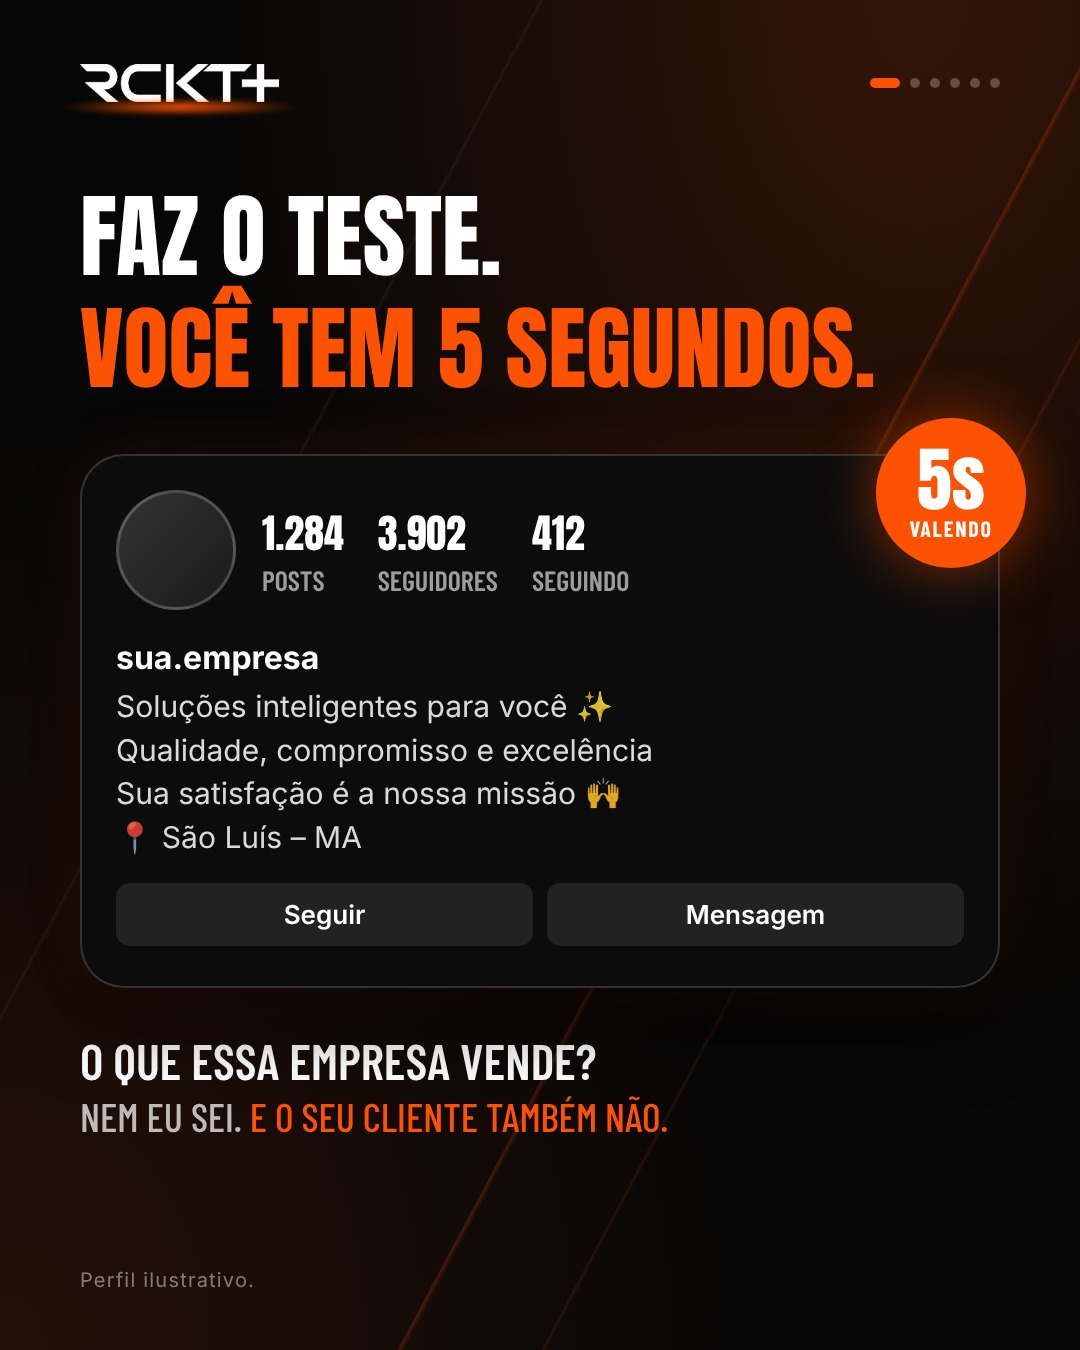 RCKT+
FAZ O TESTE.
VOCÊ TEM 5 SEGUNDOS.
5s
VALENDO
1.284 3.902 412
POSTS SEGUIDORES SEGUINDO
sua.empresa
Soluções inteligentes para você ✨
Qualidade, compromisso e excelência
Sua satisfação é a nossa missão 🙌
📍 São Luís – MA
Seguir Mensagem
O QUE ESSA EMPRESA VENDE?
NEM EU SEI. E O SEU CLIENTE TAMBÉM NÃO.
Perfil ilustrativo.